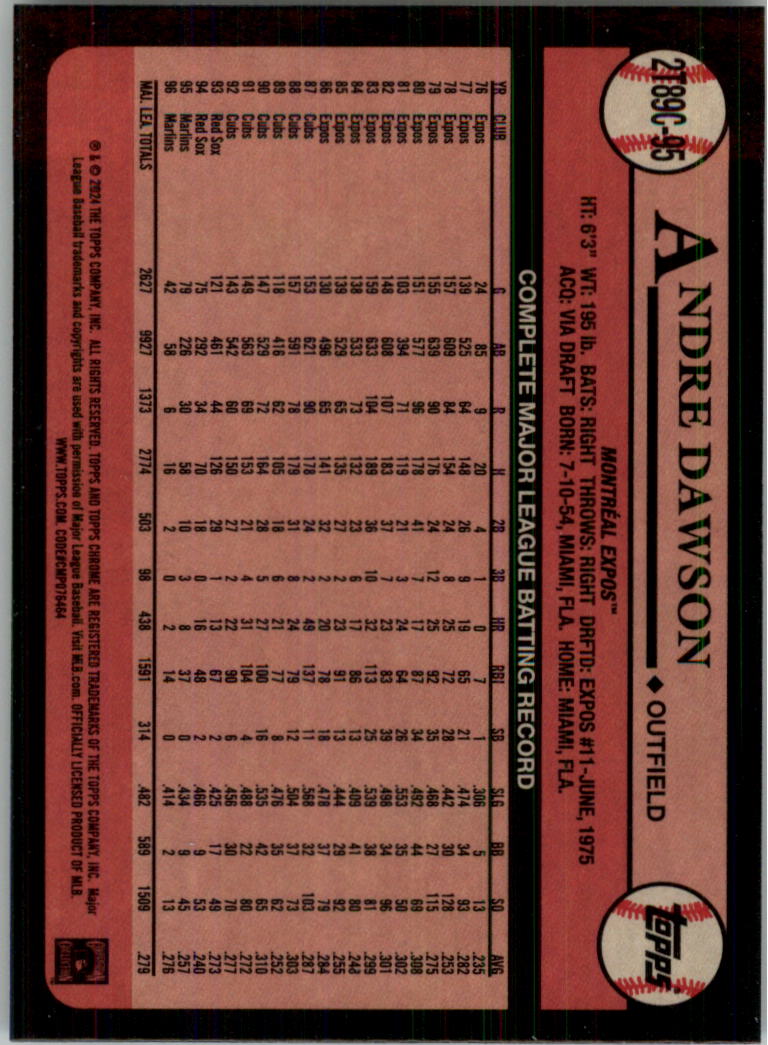 2T89C-95
ANDRE DAWSON ♦ OUTFIELD
topps
MONTRÉAL EXPOS™
HT: 6'3" WT: 195 lb. BATS: RIGHT THROWS: RIGHT DRFTD: EXPOS #11-JUNE, 1975
ACQ: VIA DRAFT BORN: 7-10-54, MIAMI, FLA. HOME: MIAMI, FLA.
COMPLETE MAJOR LEAGUE BATTING RECORD
YR CLUB G AB R H 2B 3B HR RBI SB SLG BB SO AVG
76 Expos 24 85 9 20 4 1 0 7 1 .306 5 13 .235
77 Expos 139 525 64 148 26 9 19 65 21 .474 34 93 .282
78 Expos 157 609 84 154 24 8 25 72 28 .442 30 128 .253
79 Expos 155 639 90 176 24 12 25 92 35 .468 27 115 .275
80 Expos 151 577 96 178 41 7 17 87 34 .492 44 69 .308
81 Expos 103 394 71 119 21 3 24 64 26 .553 35 50 .302
82 Expos 148 608 107 183 37 7 23 83 39 .498 34 96 .301
83 Expos 159 633 104 189 36 10 32 113 25 .539 38 81 .299
84 Expos 138 533 73 132 23 6 17 86 13 .409 41 80 .248
85 Expos 139 529 65 135 27 2 23 91 13 .444 29 92 .255
86 Expos 130 496 65 141 32 2 20 78 18 .478 37 79 .284
87 Cubs 153 621 90 178 24 2 49 137 11 .568 32 103 .287
88 Cubs 157 591 78 179 31 8 24 79 12 .504 37 73 .303
89 Cubs 118 416 62 105 18 6 21 77 8 .476 35 62 .252
90 Cubs 147 529 72 164 28 5 27 100 16 .535 42 65 .310
91 Cubs 149 563 69 153 21 4 31 104 4 .488 22 80 .272
92 Cubs 143 542 60 150 27 2 22 90 6 .456 30 70 .277
93 Red Sox 121 461 44 126 29 1 13 67 2 .425 17 49 .273
94 Red Sox 75 292 34 70 18 0 16 48 2 .466 9 53 .240
95 Marlins 79 226 30 58 10 3 8 37 0 .434 9 45 .257
96 Marlins 42 58 6 16 2 0 2 14 0 .414 2 13 .276
MAJ. LEA. TOTALS 2627 9927 1373 2774 503 98 438 1591 314 .482 589 1509 .279
® & © 2024 THE TOPPS COMPANY, INC. ALL RIGHTS RESERVED. TOPPS AND TOPPS CHROME ARE REGISTERED TRADEMARKS OF THE TOPPS COMPANY, INC. Major
League Baseball trademarks and copyrights are used with permission of Major League Baseball. Visit MLB.com. OFFICIALLY LICENSED PRODUCT OF MLB.
WWW.TOPPS.COM. CODE#CMP076464